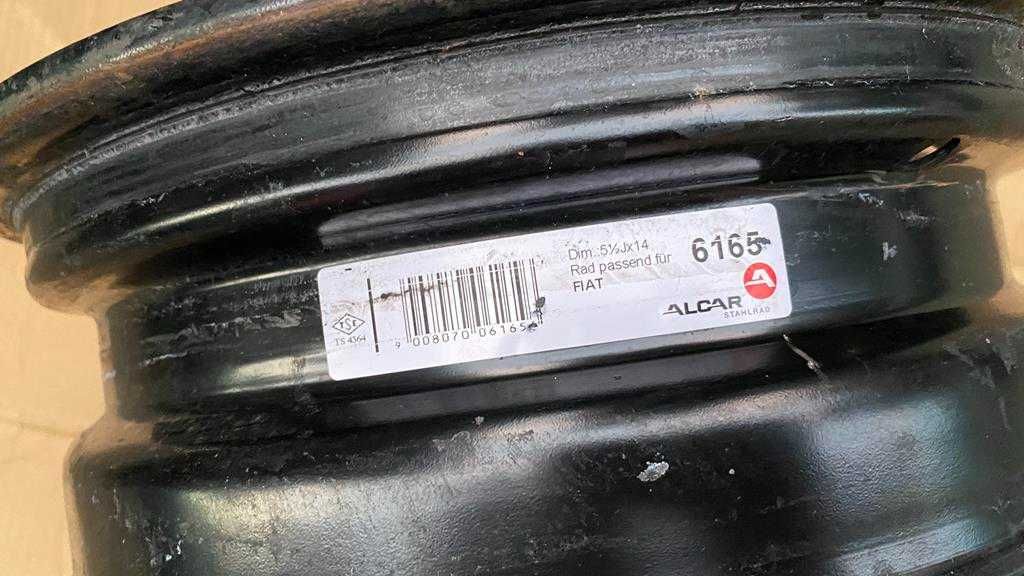 TSE
TS 4364
9 008070 06165
Dim.:5½Jx14
Rad passend für
FIAT
6165
ALCAR
STAHLRAD